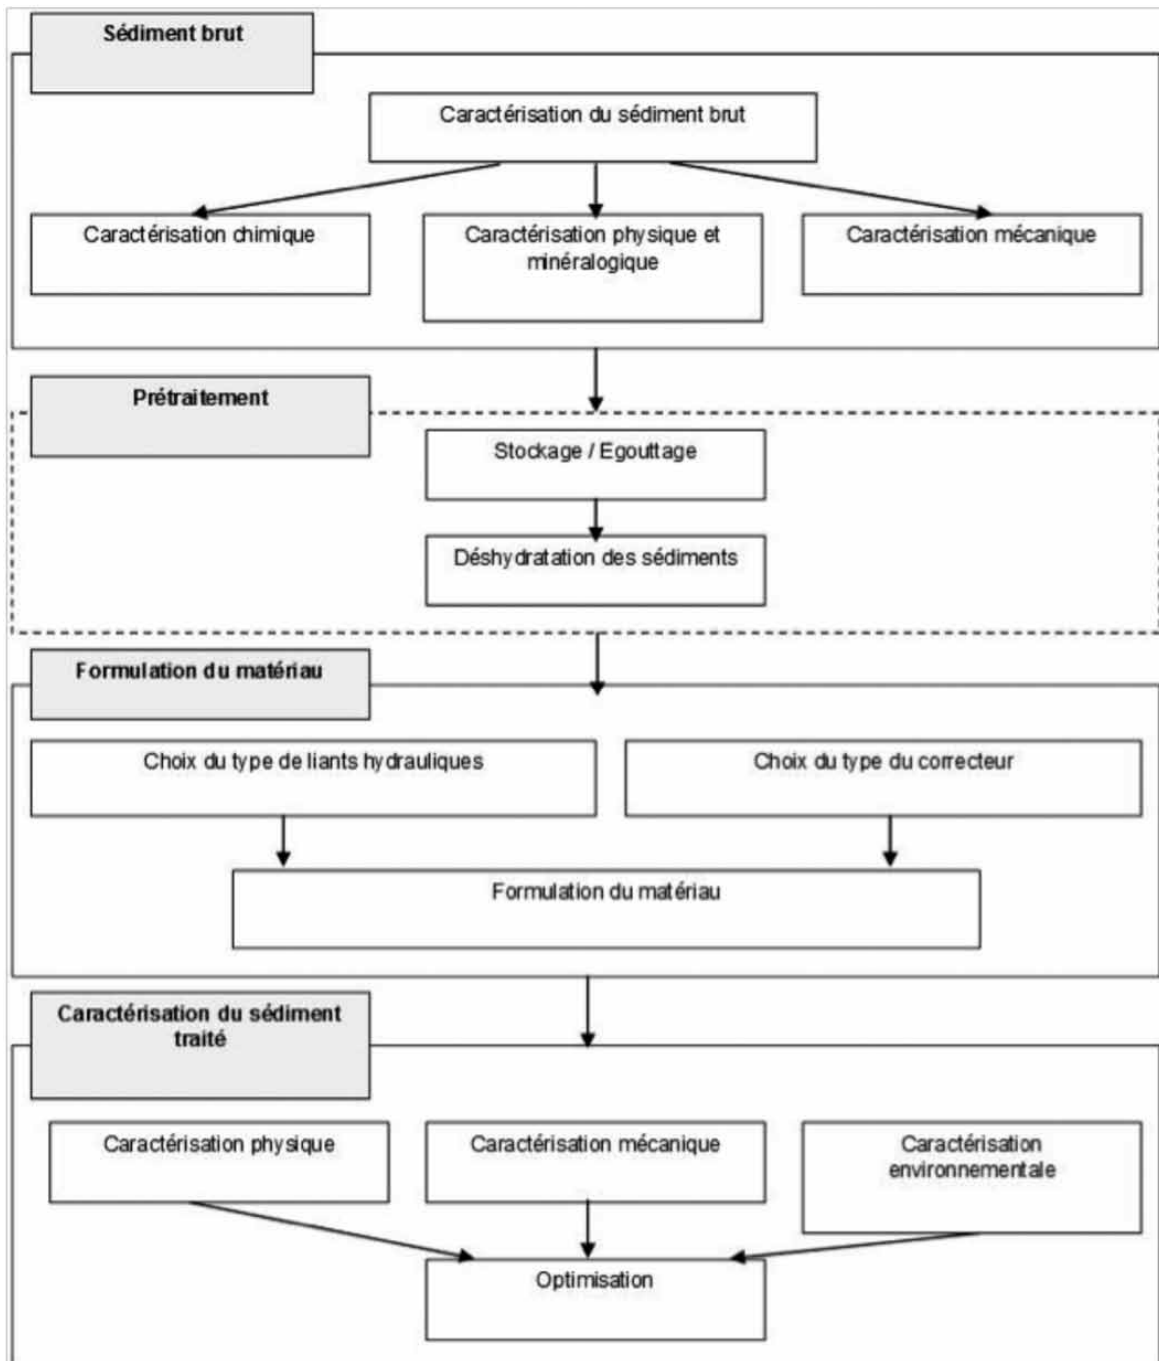 Sédiment brut
Caractérisation du sédiment brut
Caractérisation chimique
Caractérisation physique et
minéralogique
Caractérisation mécanique
Prétraitement
Stockage / Egouttage
Déshydratation des sédiments
Formulation du matériau
Choix du type de liants hydrauliques
Choix du type du correcteur
Formulation du matériau
Caractérisation du sédiment
traité
Caractérisation physique
Caractérisation mécanique
Caractérisation
environnementale
Optimisation